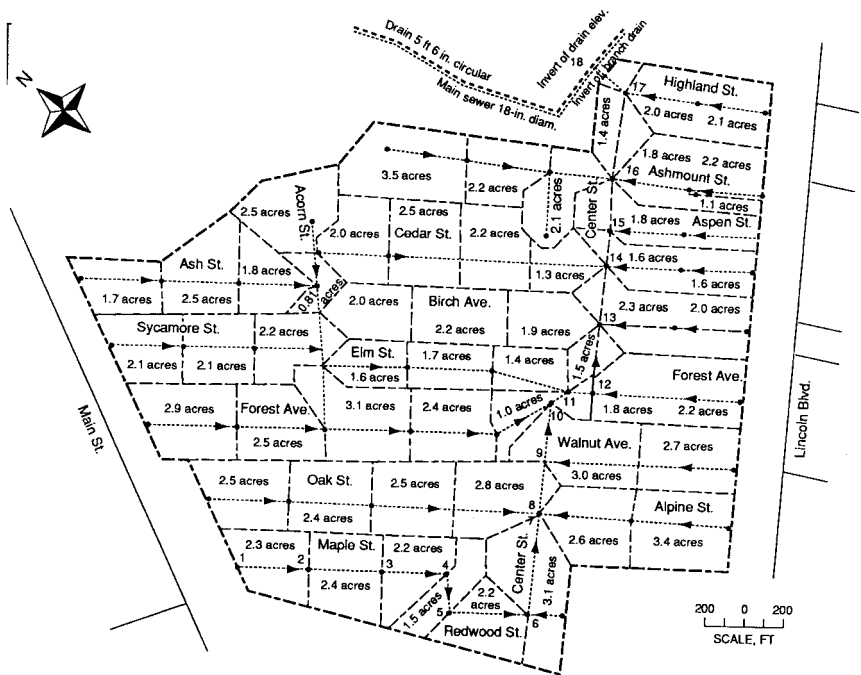 Drain 5 ft 6 in. circular
Main sewer 18-in. diam.
Invert of drain elev.
18
Invert of branch drain
N
17
Highland St.
2.0 acres
2.1 acres
1.4 acres
1.8 acres
2.2 acres
16
Ashmount St.
1.1 acres
3.5 acres
2.2 acres
2.1 acres
Center St.
15
1.8 acres
Aspen St.
Acorn St.
2.5 acres
2.0 acres
2.5 acres
Cedar St.
2.2 acres
14
1.6 acres
1.6 acres
1.3 acres
Ash St.
1.8 acres
1.7 acres
2.5 acres
0.81 acres
2.0 acres
Birch Ave.
2.2 acres
1.9 acres
13
2.3 acres
2.0 acres
Sycamore St.
2.2 acres
2.1 acres
2.1 acres
Elm St.
1.7 acres
1.4 acres
1.6 acres
1.5 acres
Forest Ave.
11
12
1.8 acres
2.2 acres
2.9 acres
Forest Ave.
2.5 acres
3.1 acres
2.4 acres
1.0 acres
10
Walnut Ave.
2.7 acres
9
3.0 acres
Main St.
Lincoln Blvd.
2.5 acres
Oak St.
2.5 acres
2.8 acres
2.4 acres
8
Alpine St.
2.6 acres
3.4 acres
2.3 acres
Maple St.
2.2 acres
1
2
3
4
2.4 acres
Center St.
1.5 acres
2.2 acres
3.1 acres
5
6
Redwood St.
200 0 200
SCALE, FT